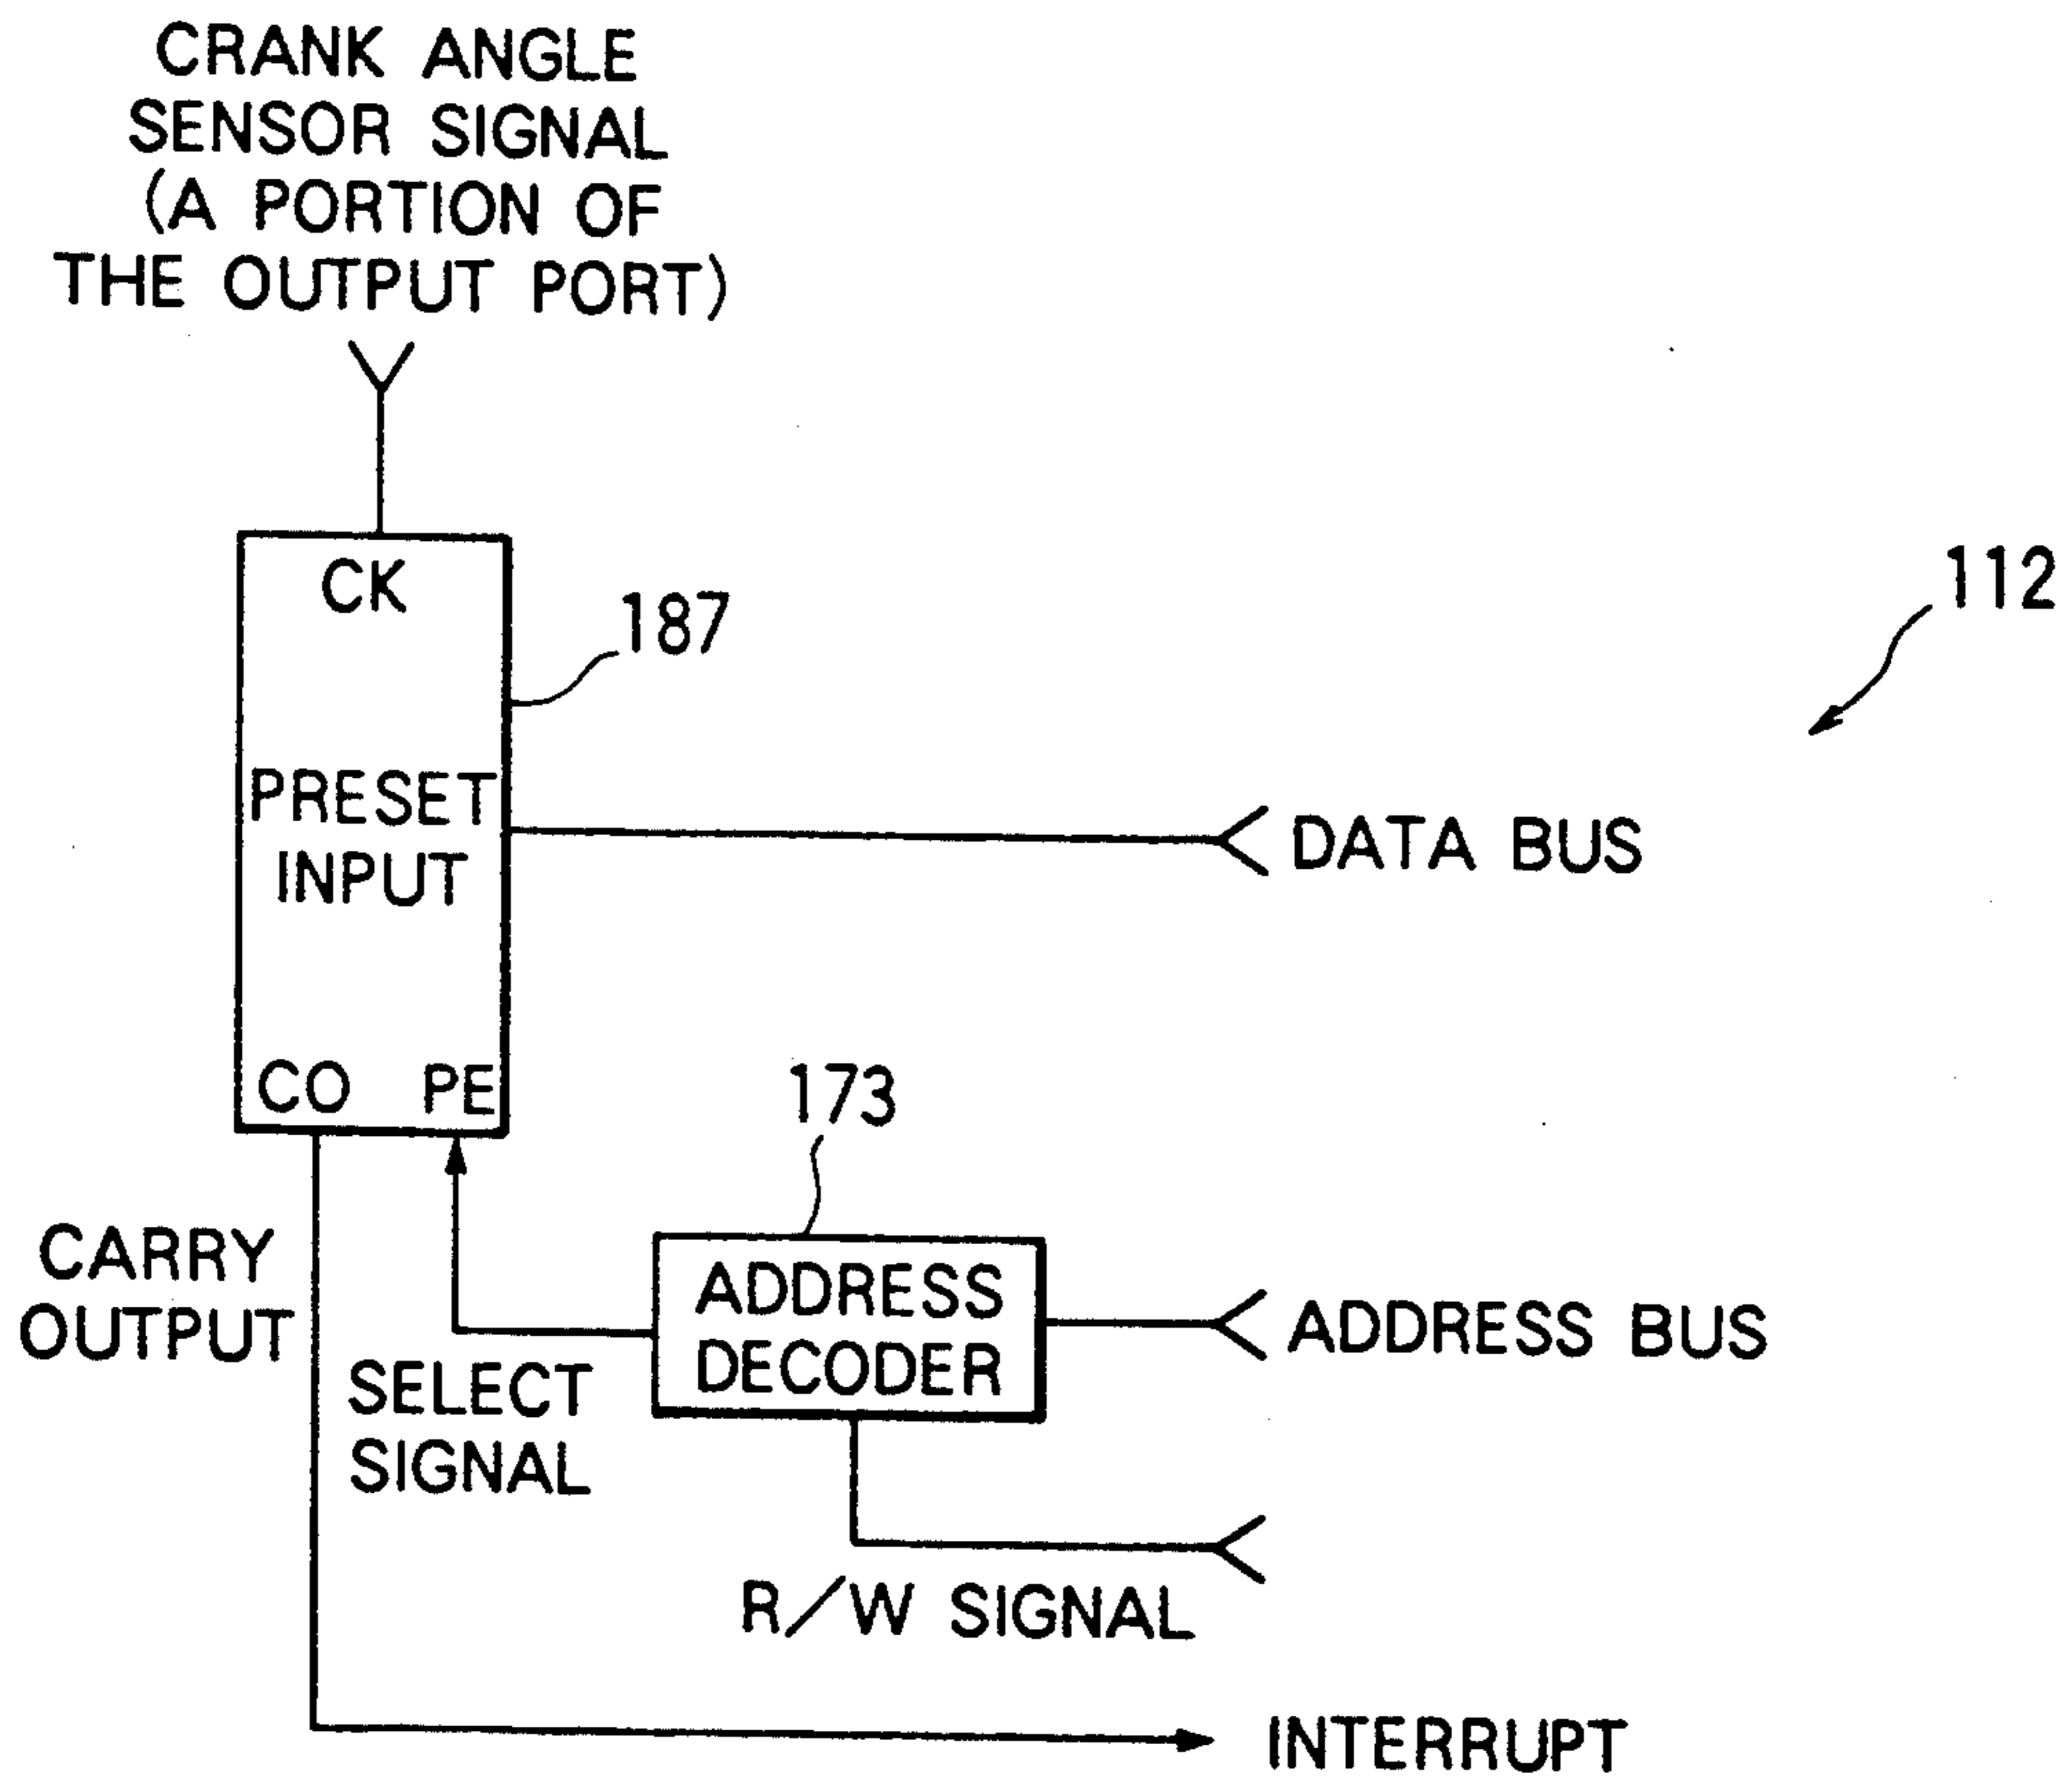 CRANK ANGLE
SENSOR SIGNAL
(A PORTION OF
THE OUTPUT PORT)
CK
187
112
PRESET
INPUT
DATA BUS
CO PE
173
CARRY
OUTPUT
ADDRESS
DECODER
ADDRESS BUS
SELECT
SIGNAL
R/W SIGNAL
INTERRUPT